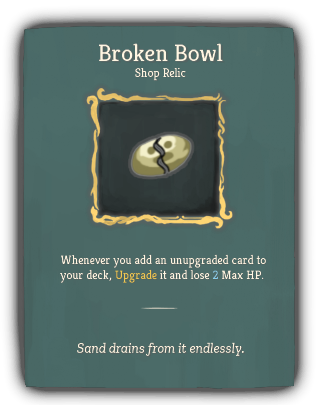 Broken Bowl
Shop Relic
Whenever you add an unupgraded card to
your deck, Upgrade it and lose 2 Max HP.
Sand drains from it endlessly.